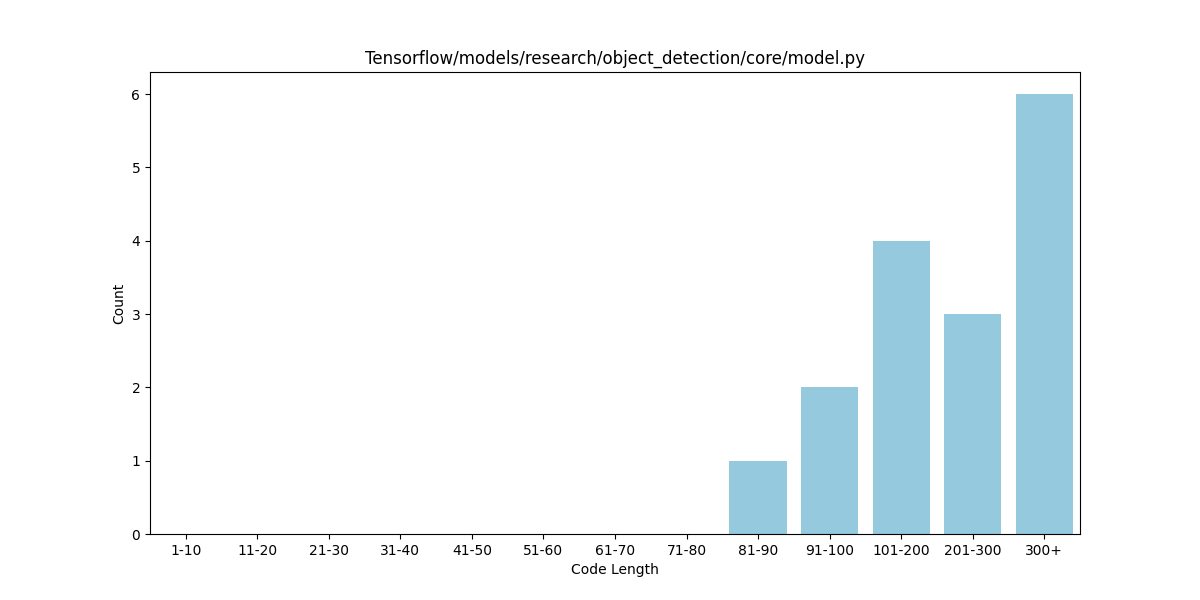 Tensorflow/models/research/object_detection/core/model.py
6
5
4
3
2
1
0
Count
1-10 11-20 21-30 31-40 41-50 51-60 61-70 71-80 81-90 91-100 101-200 201-300 300+
Code Length